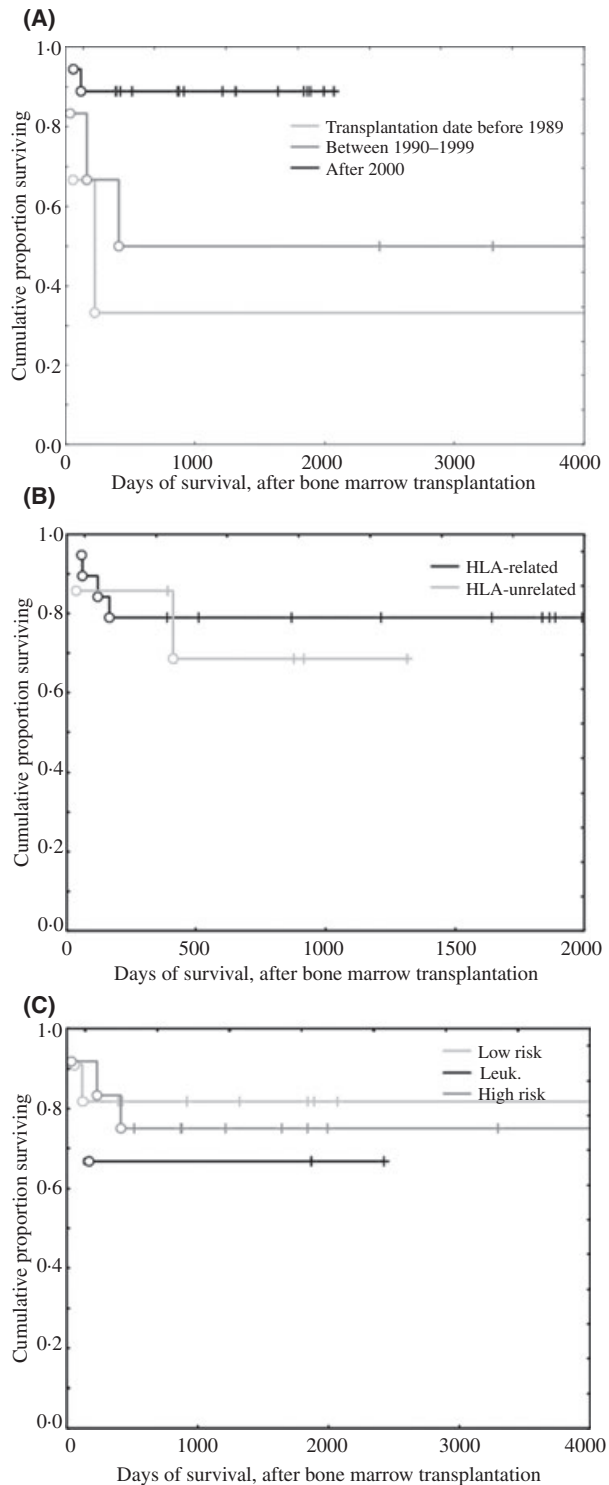 (A)
1·0
0·8
0·6
0·4
0·2
0·0
Cumulative proportion surviving
Transplantation date before 1989
Between 1990–1999
After 2000
0
1000
2000
3000
4000
Days of survival, after bone marrow transplantation
(B)
1·0
0·8
0·6
0·4
0·2
0·0
Cumulative proportion surviving
HLA-related
HLA-unrelated
0
500
1000
1500
2000
Days of survival, after bone marrow transplantation
(C)
1·0
0·8
0·6
0·4
0·2
0·0
Cumulative proportion surviving
Low risk
Leuk.
High risk
0
1000
2000
3000
4000
Days of survival, after bone marrow transplantation